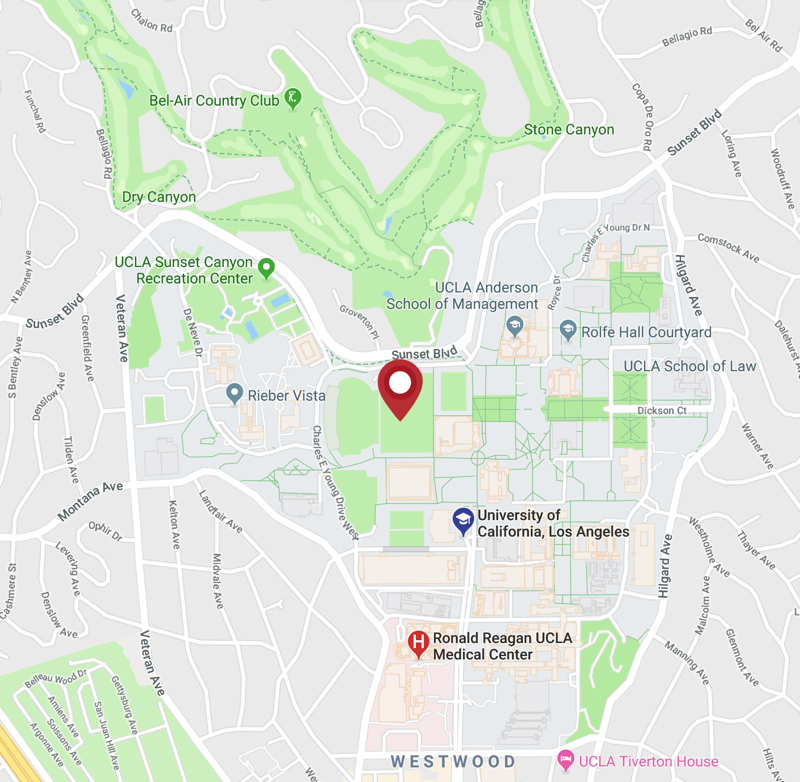 Chalon Rd
Bellagio Rd
Bel Air Rd
Bel-Air Country Club
Funchal Rd
Copa De Oro Rd
Stone Canyon
Sunset Blvd
Loring Ave
Woodruff Ave
Bellagio Rd
Dry Canyon
Charles E Young Dr N
Comstock Ave
N Bentley Ave
UCLA Sunset Canyon
Recreation Center
Hilgard Ave
UCLA Anderson
School of Management
Royce Dr
Sunset Blvd
Veteran Ave
Greenfield Ave
De Neve Dr
Groverton Pl
Rolfe Hall Courtyard
Dalehurst Ave
Sunset Blvd
UCLA School of Law
S Bentley Ave
Denslow Ave
Rieber Vista
Dickson Ct
Tilden Ave
Charles E Young Drive West
Warner Ave
Montana Ave
Kelton Ave
Landfair Ave
University of
California, Los Angeles
Ophir Dr
Levering Ave
Midvale Ave
Westholme Ave
Thayer Ave
Hilgard Ave
Cashmere St
Denslow Ave
Malcolm Ave
Ronald Reagan UCLA
Medical Center
Manning Ave
Glenmont Ave
Veteran Ave
Belleau Wood Dr
Gettysburg Ave
San Juan Hill Ave
Amiens Ave
Soissons Ave
Argonne Ave
Hilts Ave
WESTWOOD
UCLA Tiverton House